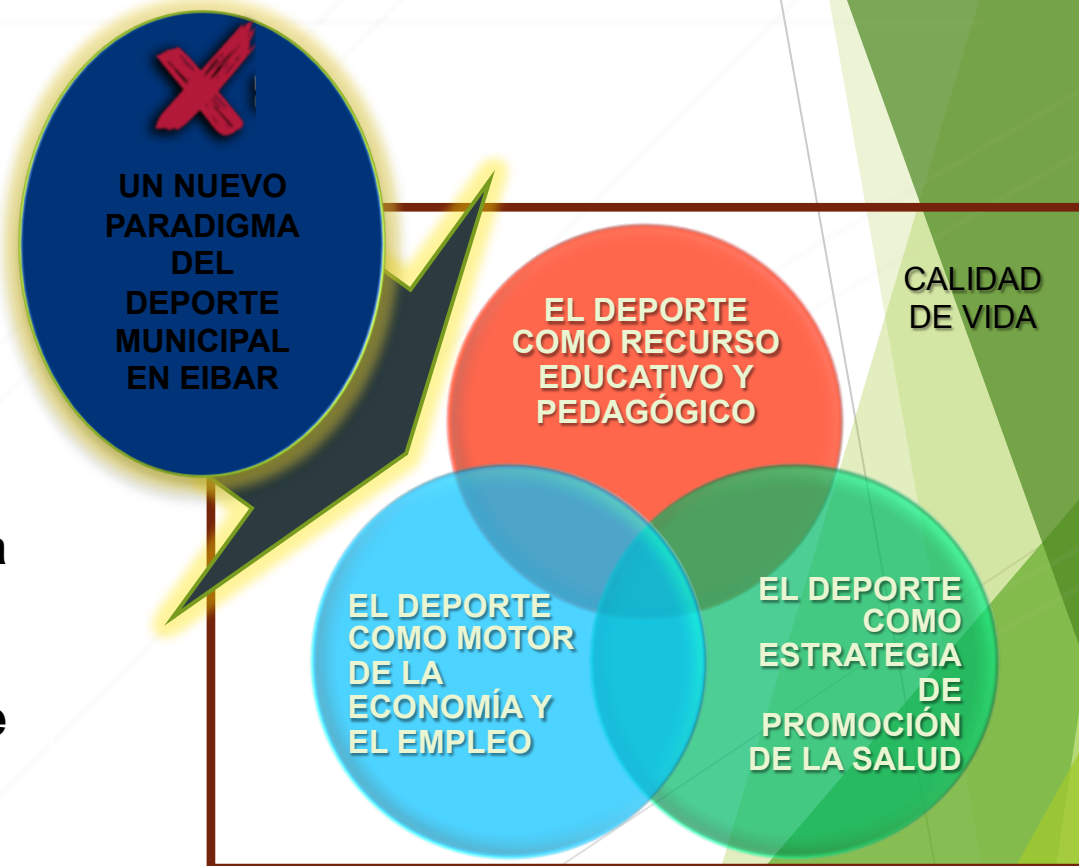 UN NUEVO
PARADIGMA
DEL
DEPORTE
MUNICIPAL
EN EIBAR
CALIDAD
DE VIDA
EL DEPORTE
COMO RECURSO
EDUCATIVO Y
PEDAGÓGICO
EL DEPORTE
COMO MOTOR
DE LA
ECONOMÍA Y
EL EMPLEO
EL DEPORTE
COMO
ESTRATEGIA
DE
PROMOCIÓN
DE LA SALUD